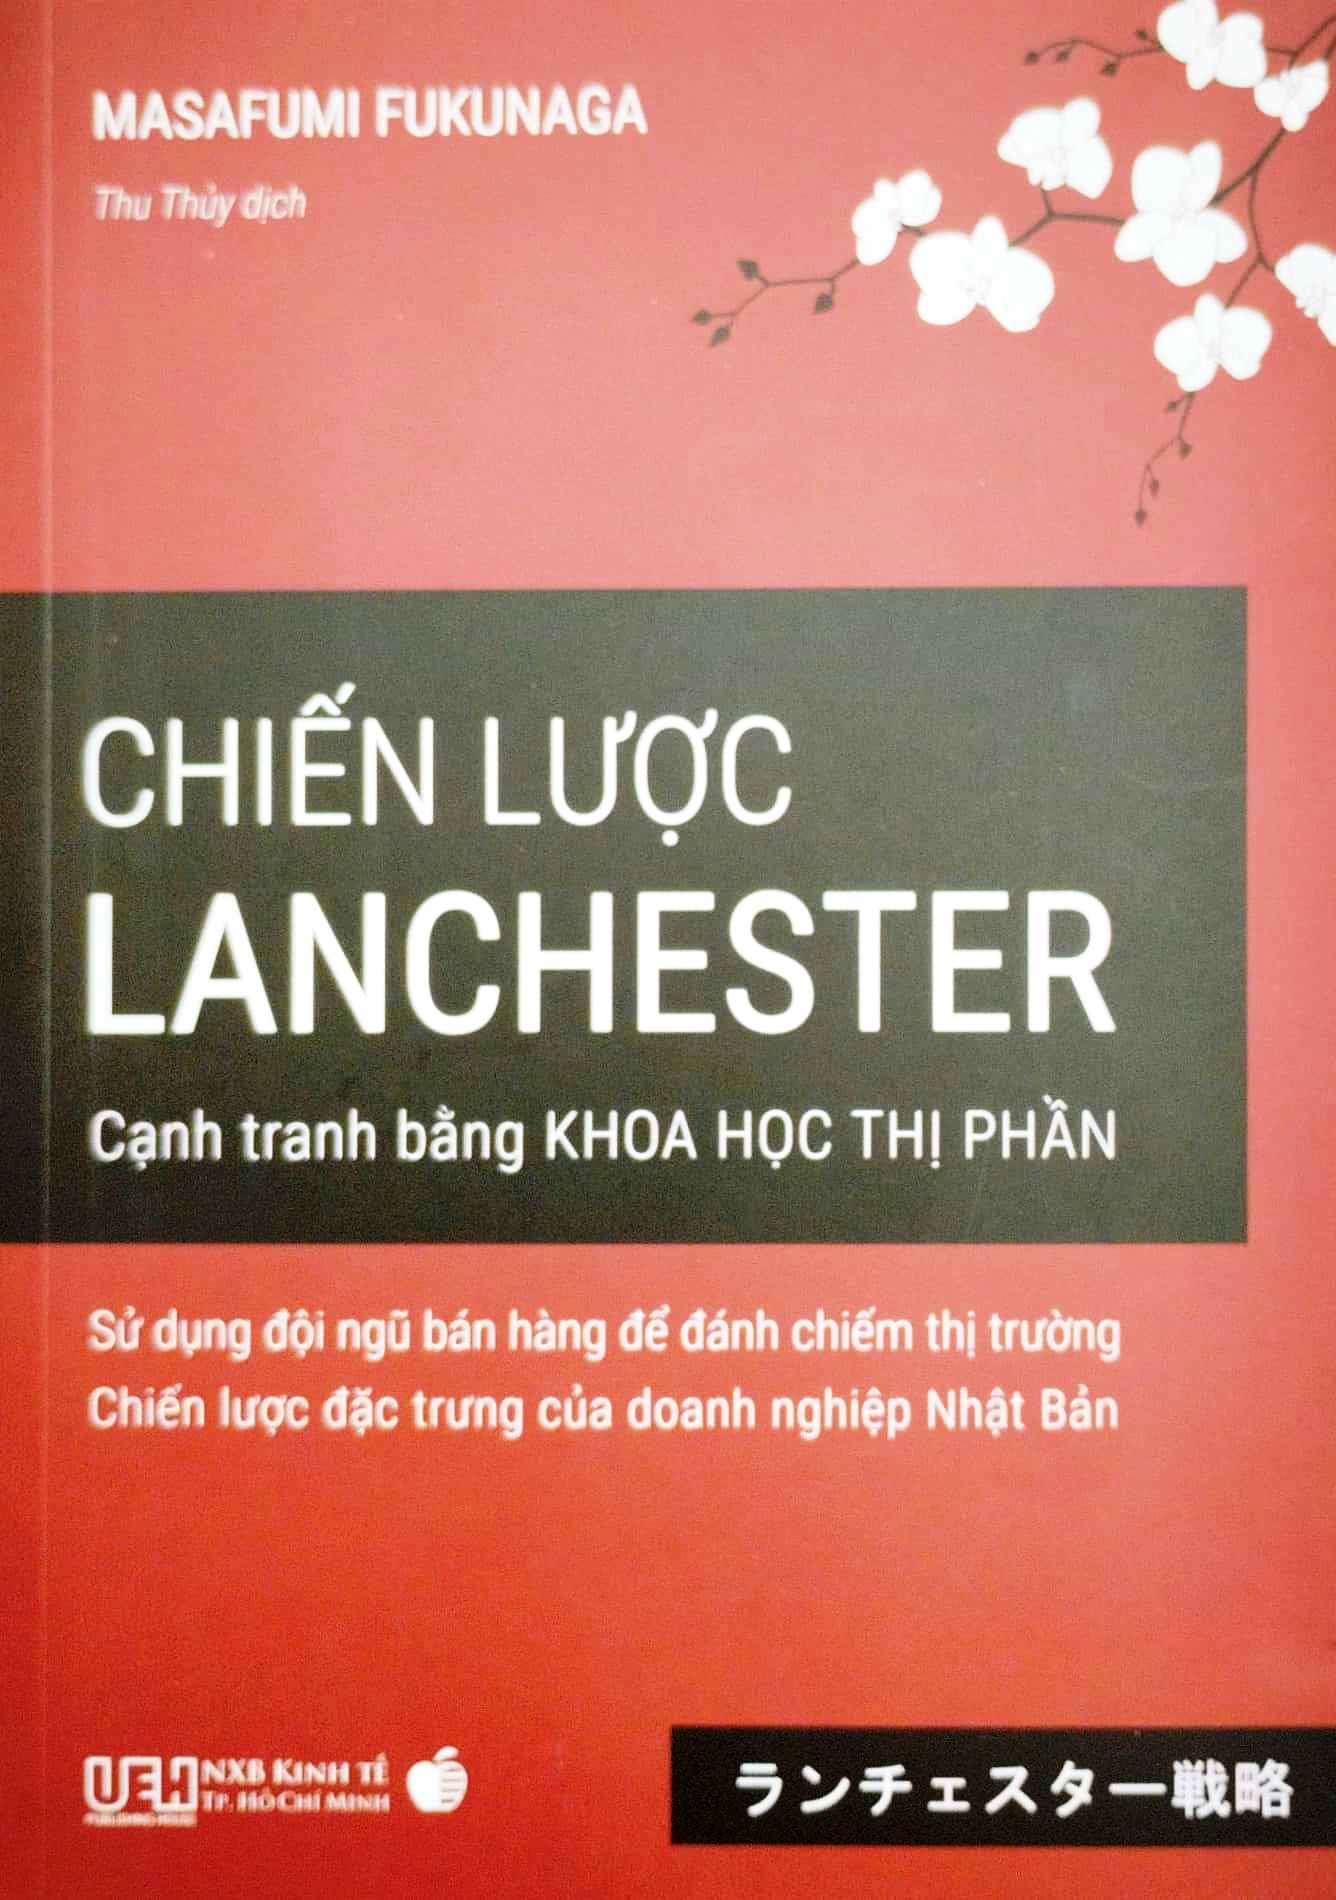 MASAFUMI FUKUNAGA
Thu Thủy dịch
CHIẾN LƯỢC
LANCHESTER
Cạnh tranh bằng KHOA HỌC THỊ PHẦN
Sử dụng đội ngũ bán hàng để đánh chiếm thị trường
Chiến lược đặc trưng của doanh nghiệp Nhật Bản
UEH NXB KINH TẾ
PUBLISHING HOUSE TP. HỒ CHÍ MINH
ランチェスター戦略